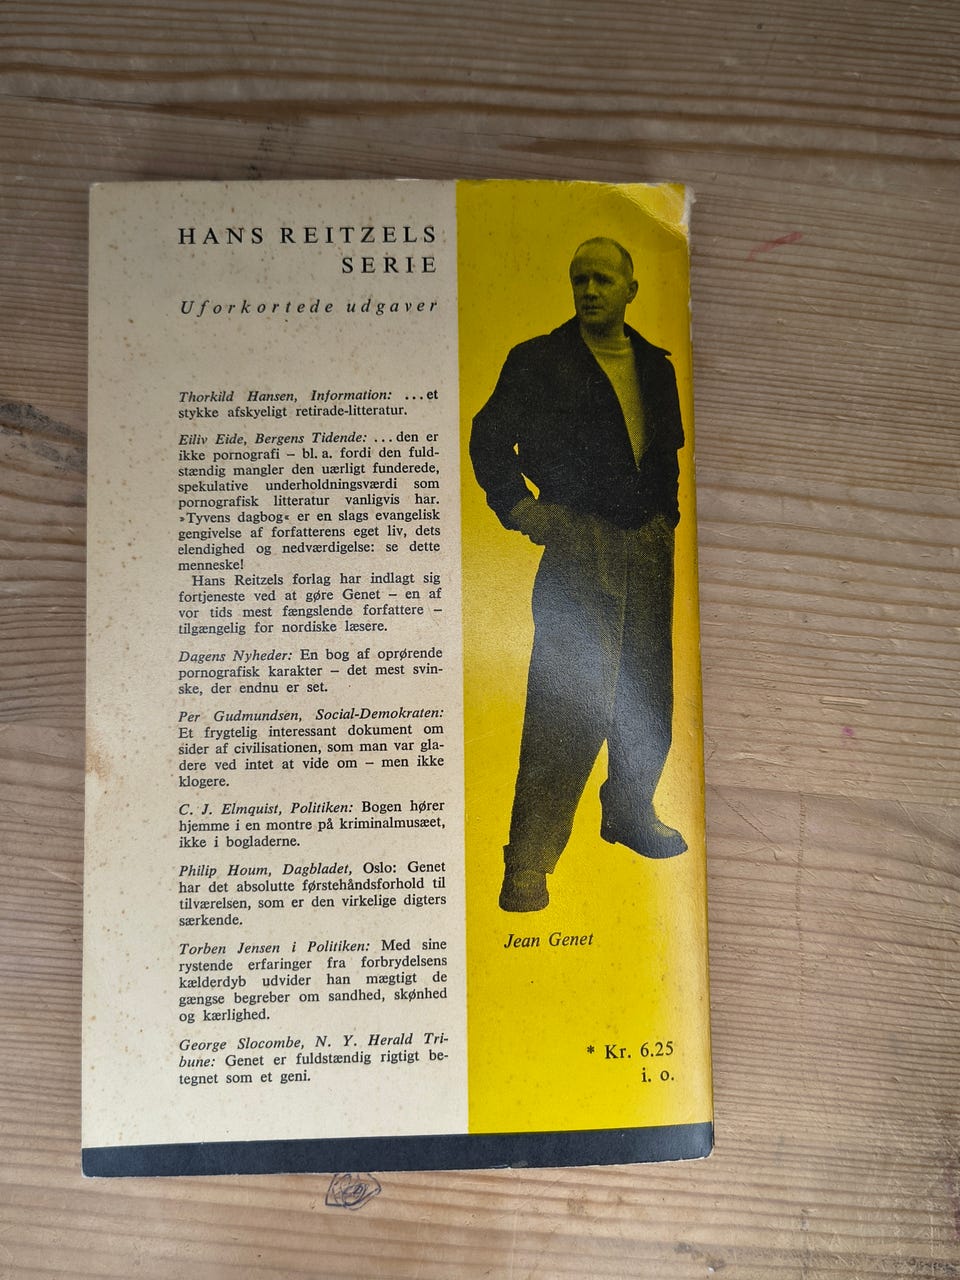 HANS REITZELS
SERIE
Uforkortede udgaver
Thorkild Hansen, Information: ...et
stykke afskyeligt retirade-litteratur.
Eiliv Eide, Bergens Tidende: ...den er
ikke pornografi – bl. a. fordi den fuld-
stændig mangler den uærligt funderede,
spekulative underholdningsværdi som
pornografisk litteratur vanligvis har.
»Tyvens dagbog« er en slags evangelisk
gengivelse af forfatterens eget liv, dets
elendighed og nedværdigelse: se dette
menneske!
Hans Reitzels forlag har indlagt sig
fortjeneste ved at gøre Genet – en af
vor tids mest fængslende forfattere –
tilgængelig for nordiske læsere.
Dagens Nyheder: En bog af oprørende
pornografisk karakter – det mest svin-
ske, der endnu er set.
Per Gudmundsen, Social-Demokraten:
Et frygtelig interessant dokument om
sider af civilisationen, som man var gla-
dere ved intet at vide om – men ikke
klogere.
C. J. Elmquist, Politiken: Bogen hører
hjemme i en montre på kriminalmusæet,
ikke i bogladerne.
Philip Houm, Dagbladet, Oslo: Genet
har det absolutte førstehåndsforhold til
tilværelsen, som er den virkelige digters
særkende.
Torben Jensen i Politiken: Med sine
rystende erfaringer fra forbrydelsens
kælderdyb udvider han mægtigt de
gængse begreber om sandhed, skønhed
og kærlighed.
George Slocombe, N. Y. Herald Tri-
bune: Genet er fuldstændig rigtigt be-
tegnet som et geni.
Jean Genet
* Kr. 6.25
i. o.